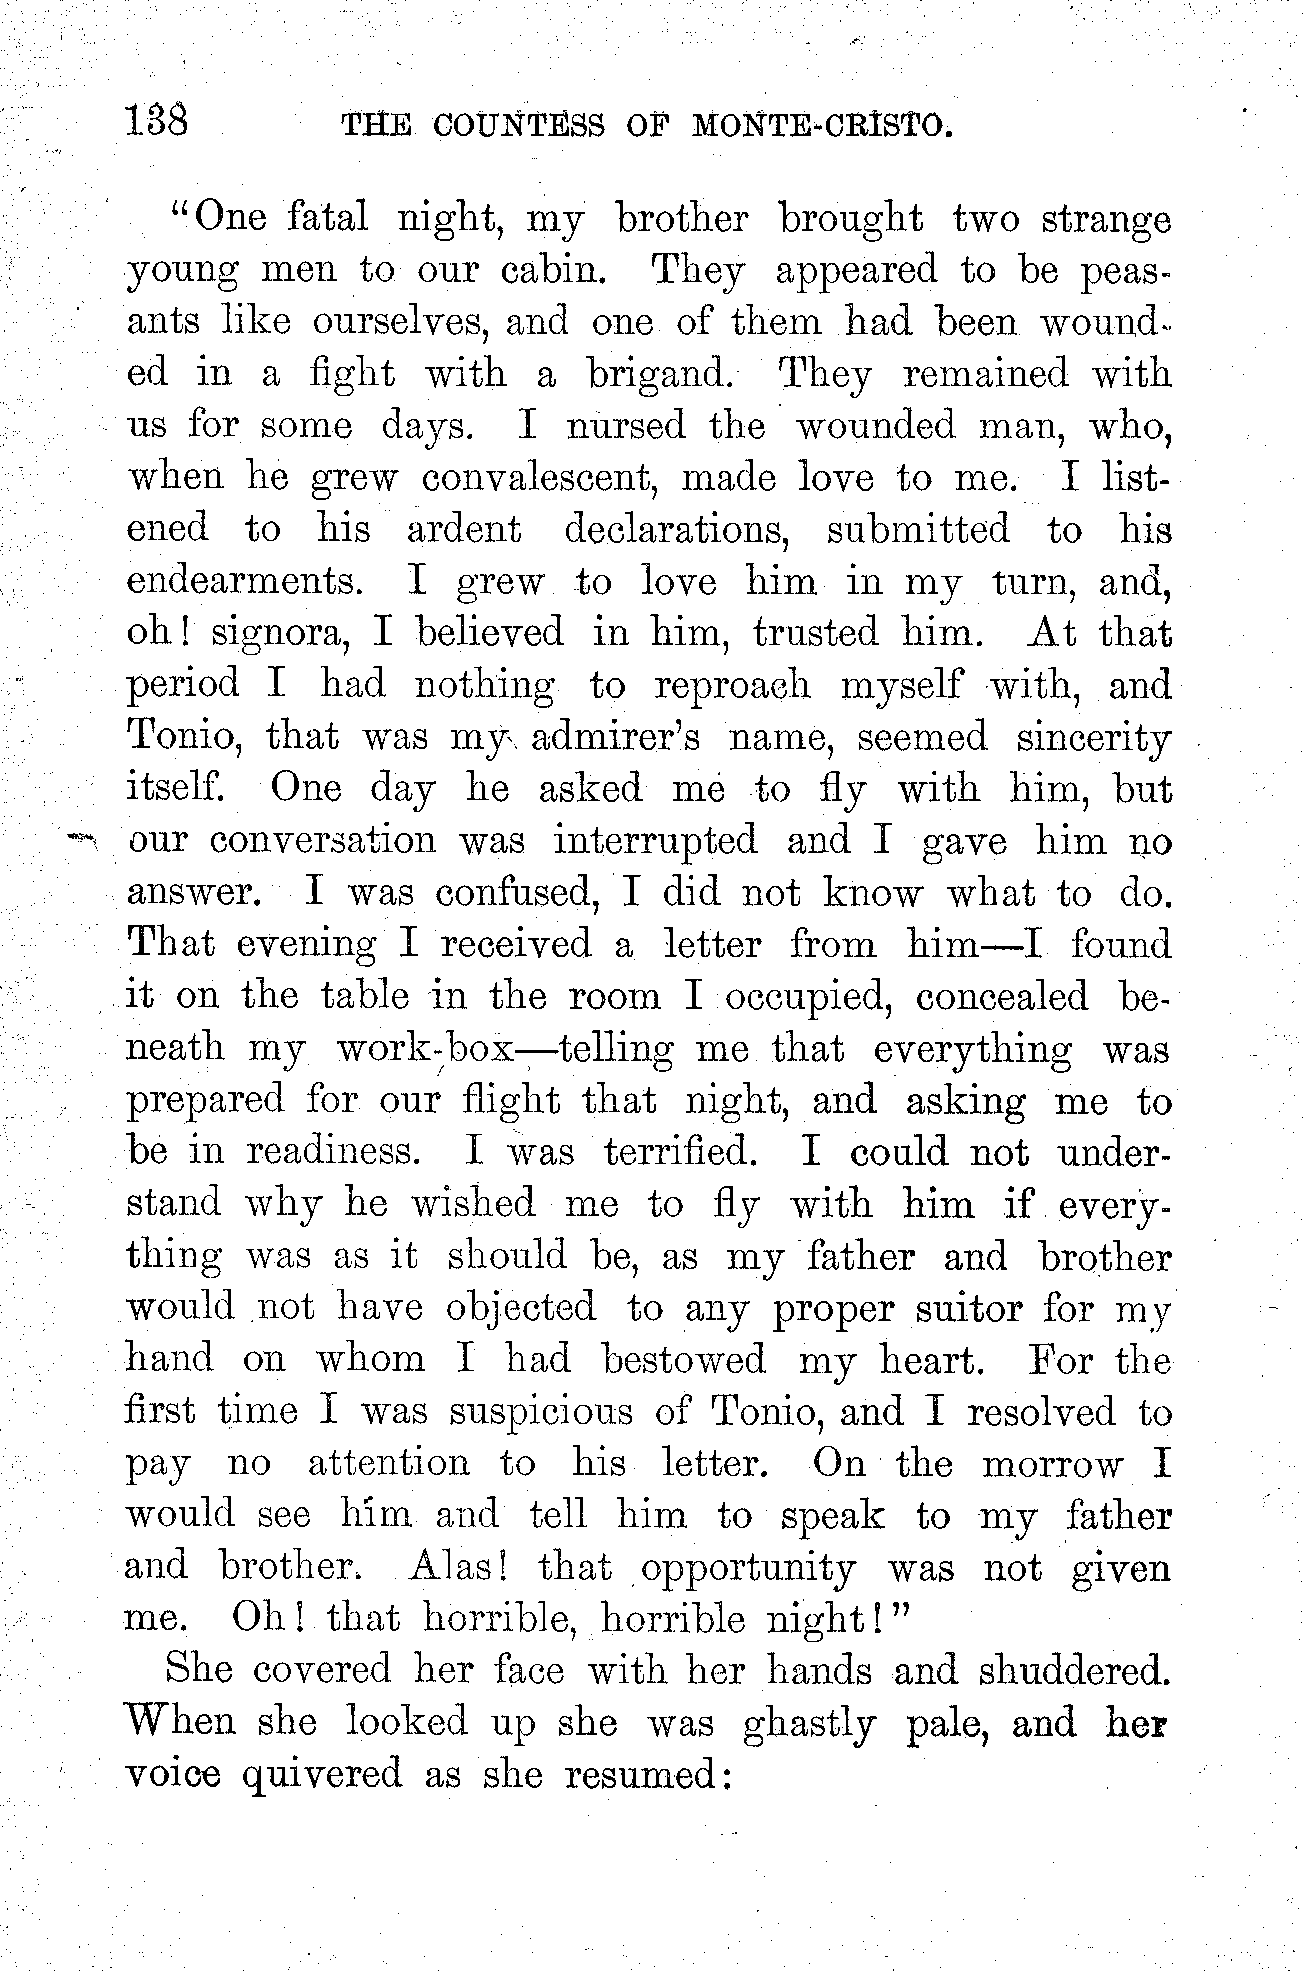 138 THE COUNTESS OF MONTE-CRISTO.
"One fatal night, my brother brought two strange
young men to our cabin. They appeared to be peas-
ants like ourselves, and one of them had been wound-
ed in a fight with a brigand. They remained with
us for some days. I nursed the wounded man, who,
when he grew convalescent, made love to me. I list-
ened to his ardent declarations, submitted to his
endearments. I grew to love him in my turn, and,
oh! signora, I believed in him, trusted him. At that
period I had nothing to reproach myself with, and
Tonio, that was my admirer's name, seemed sincerity
itself. One day he asked me to fly with him, but
our conversation was interrupted and I gave him no
answer. I was confused, I did not know what to do.
That evening I received a letter from him—I found
it on the table in the room I occupied, concealed be-
neath my work-box—telling me that everything was
prepared for our flight that night, and asking me to
be in readiness. I was terrified. I could not under-
stand why he wished me to fly with him if every-
thing was as it should be, as my father and brother
would not have objected to any proper suitor for my
hand on whom I had bestowed my heart. For the
first time I was suspicious of Tonio, and I resolved to
pay no attention to his letter. On the morrow I
would see him and tell him to speak to my father
and brother. Alas! that opportunity was not given
me. Oh! that horrible, horrible night!"
She covered her face with her hands and shuddered.
When she looked up she was ghastly pale, and her
voice quivered as she resumed: